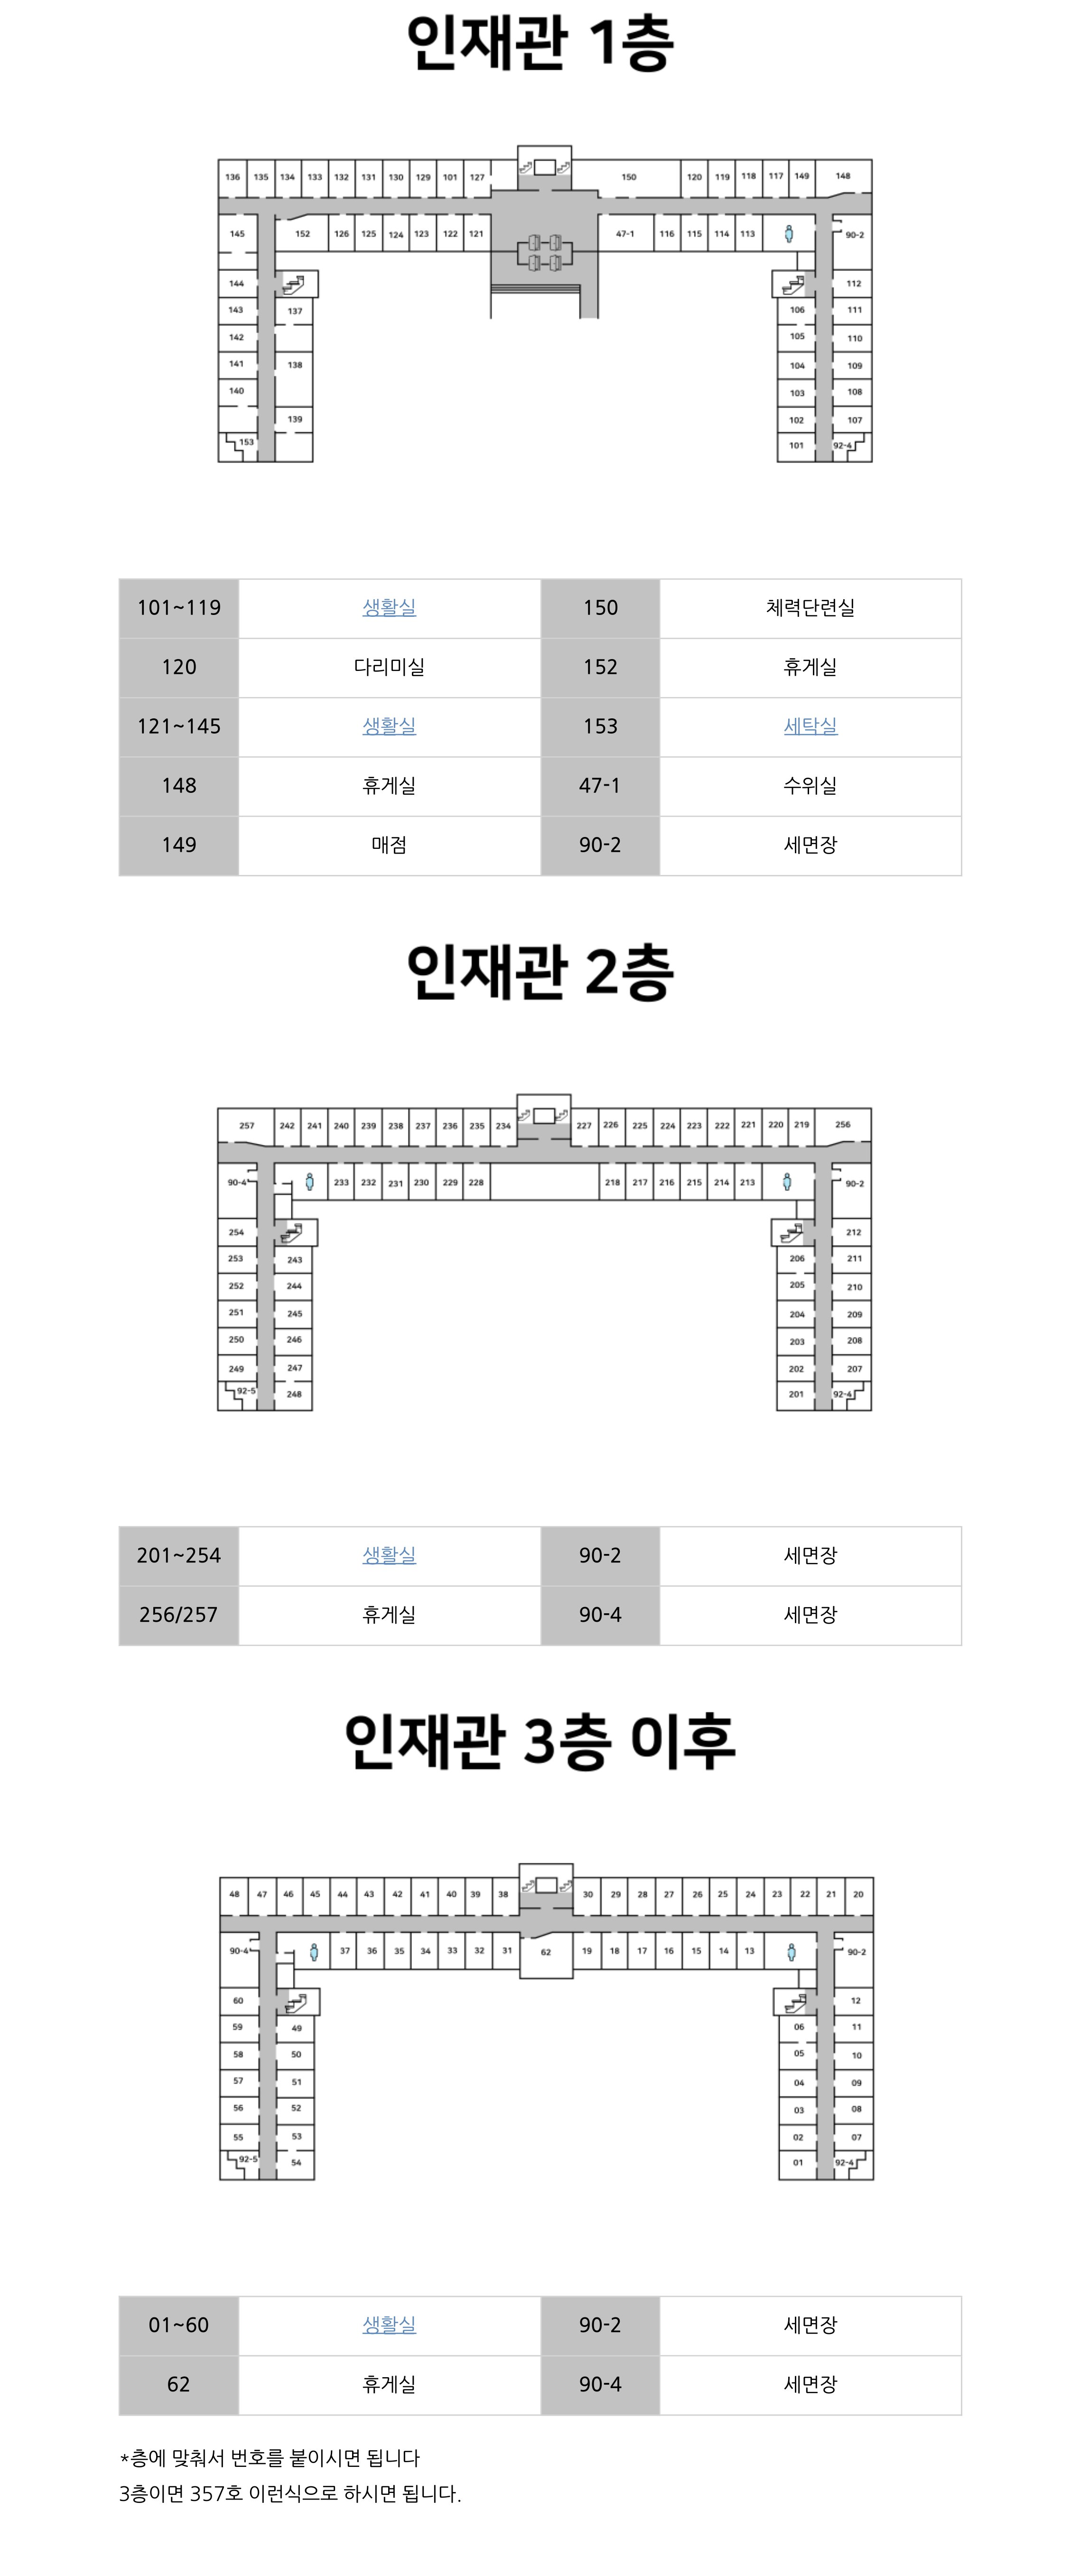 인재관 1층
136 135 134 133 132 131 130 129 101 127 150 120 119 118 117 149 148
145 152 126 125 124 123 122 121 47-1 116 115 114 113 90-2
144 112
143 137 106 111
142 105 110
141 138 104 109
140 103 108
139 102 107
153 101 92-4
101~119 생활실 150 체력단련실
120 다리미실 152 휴게실
121~145 생활실 153 세탁실
148 휴게실 47-1 수위실
149 매점 90-2 세면장
인재관 2층
257 242 241 240 239 238 237 236 235 234 227 226 225 224 223 222 221 220 219 256
90-4 233 232 231 230 229 228 218 217 216 215 214 213 90-2
254 212
253 243 206 211
252 244 205 210
251 245 204 209
250 246 203 208
249 247 202 207
92-5 248 201 92-4
201~254 생활실 90-2 세면장
256/257 휴게실 90-4 세면장
인재관 3층 이후
48 47 46 45 44 43 42 41 40 39 38 30 29 28 27 26 25 24 23 22 21 20
90-4 37 36 35 34 33 32 31 62 19 18 17 16 15 14 13 90-2
60 12
59 49 06 11
58 50 05 10
57 51 04 09
56 52 03 08
55 53 02 07
92-5 54 01 92-4
01~60 생활실 90-2 세면장
62 휴게실 90-4 세면장
*층에 맞춰서 번호를 붙이시면 됩니다
3층이면 357호 이런식으로 하시면 됩니다.